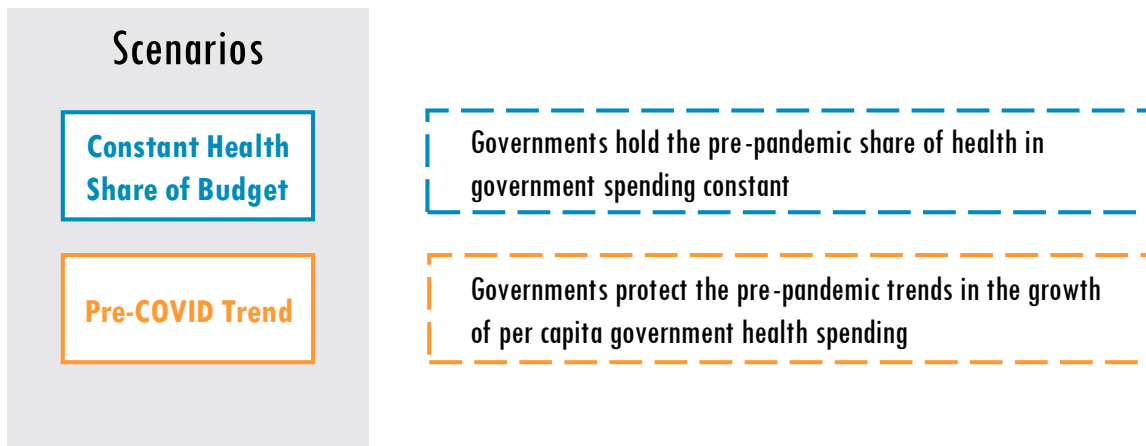 Scenarios
Constant Health
Share of Budget
Governments hold the pre-pandemic share of health in
government spending constant
Pre-COVID Trend
Governments protect the pre-pandemic trends in the growth
of per capita government health spending